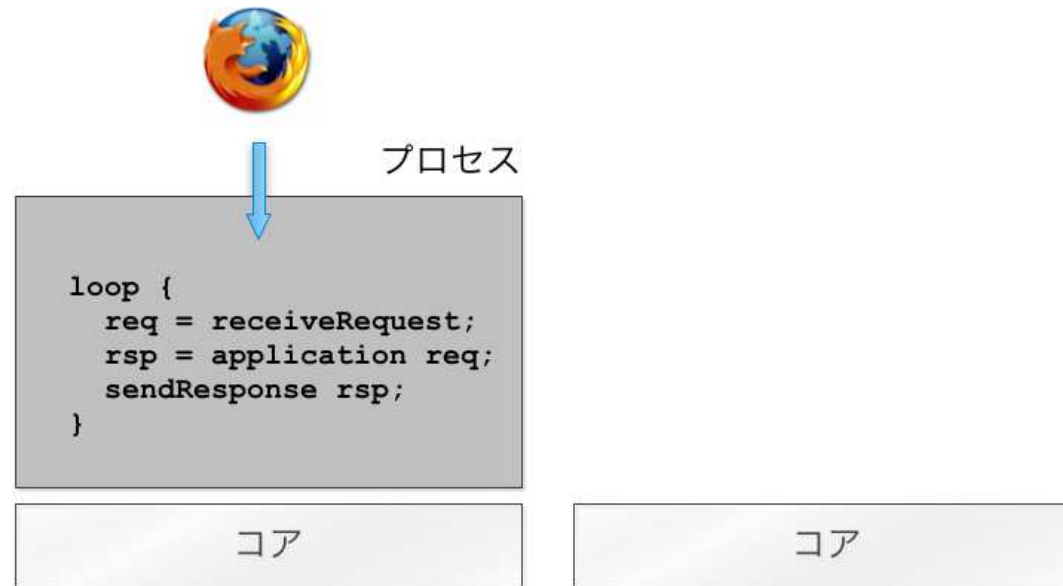 プロセス
loop {
  req = receiveRequest;
  rsp = application req;
  sendResponse rsp;
}
コア
コア